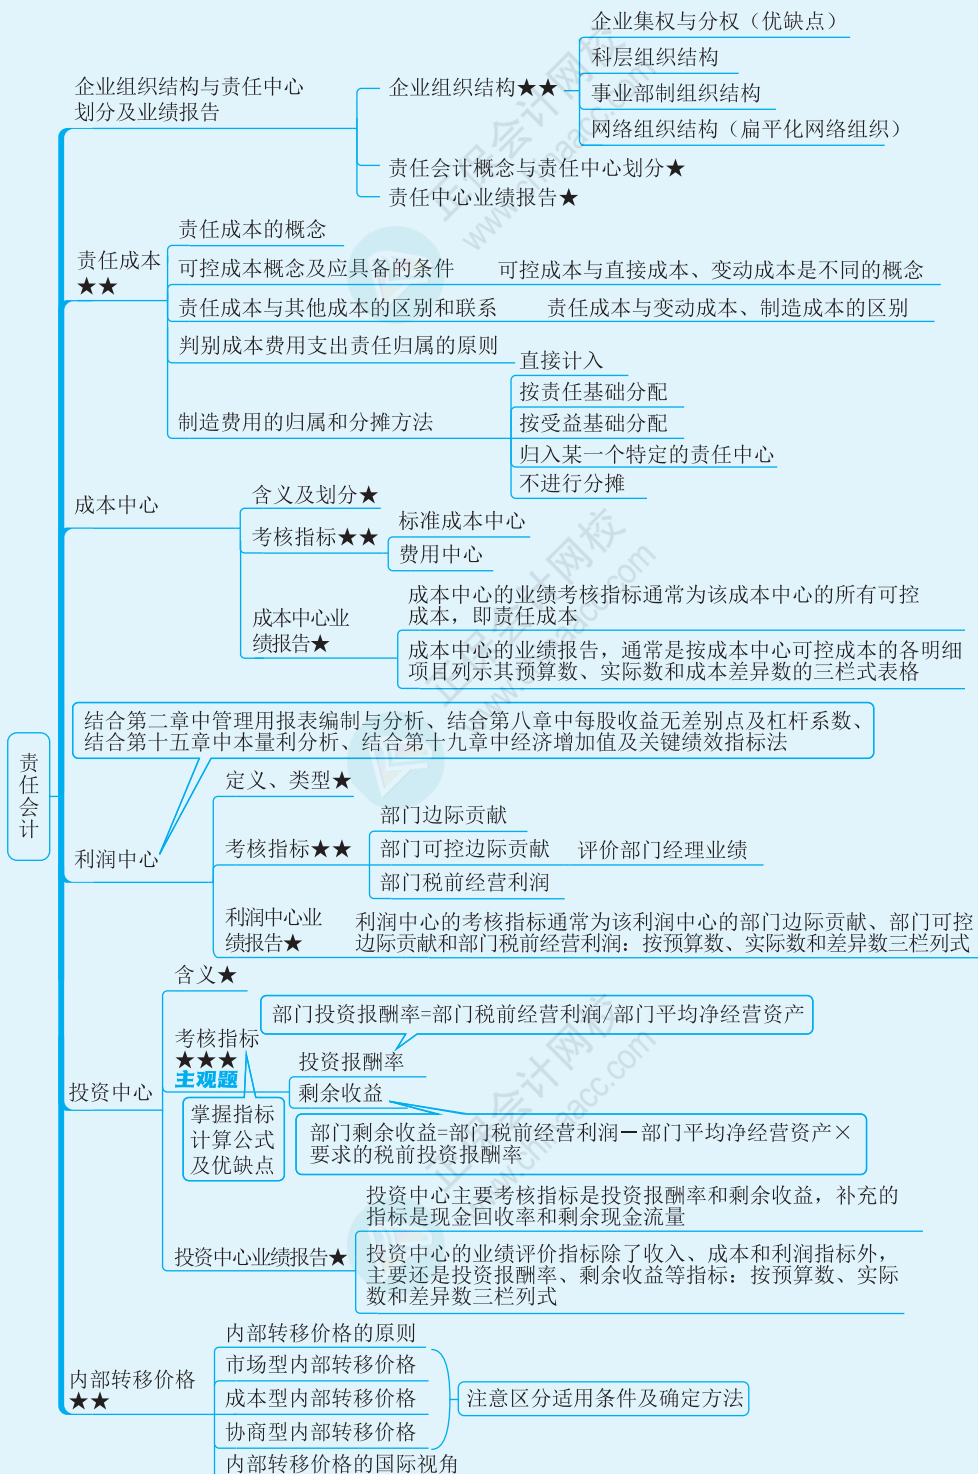 企业集权与分权（优缺点）
科层组织结构
企业组织结构与责任中心
划分及业绩报告
企业组织结构★★
事业部制组织结构
网络组织结构（扁平化网络组织）
责任会计概念与责任中心划分★
责任中心业绩报告★
责任成本的概念
责任成本
★★
可控成本概念及应具备的条件
可控成本与直接成本、变动成本是不同的概念
责任成本与其他成本的区别和联系
责任成本与变动成本、制造成本的区别
判别成本费用支出责任归属的原则
直接计入
按责任基础分配
制造费用的归属和分摊方法
按受益基础分配
归入某一个特定的责任中心
不进行分摊
成本中心
含义及划分★
考核指标★★
标准成本中心
费用中心
成本中心业
绩报告★
成本中心的业绩考核指标通常为该成本中心的所有可控
成本，即责任成本
成本中心的业绩报告，通常是按成本中心可控成本的各明细
项目列示其预算数、实际数和成本差异数的三栏式表格
结合第二章中管理用报表编制与分析、结合第八章中每股收益无差别点及杠杆系数、
结合第十五章中本量利分析、结合第十九章中经济增加值及关键绩效指标法
责任会计
定义、类型★
利润中心
考核指标★★
部门边际贡献
部门可控边际贡献
评价部门经理业绩
部门税前经营利润
利润中心业
绩报告★
利润中心的考核指标通常为该利润中心的部门边际贡献、部门可控
边际贡献和部门税前经营利润：按预算数、实际数和差异数三栏列式
含义★
部门投资报酬率=部门税前经营利润/部门平均净经营资产
考核指标
★★★
主观题
投资报酬率
投资中心
剩余收益
掌握指标
计算公式
及优缺点
部门剩余收益=部门税前经营利润－部门平均净经营资产×
要求的税前投资报酬率
投资中心主要考核指标是投资报酬率和剩余收益，补充的
指标是现金回收率和剩余现金流量
投资中心业绩报告★
投资中心的业绩评价指标除了收入、成本和利润指标外，
主要还是投资报酬率、剩余收益等指标：按预算数、实际
数和差异数三栏列式
内部转移价格的原则
内部转移价格
★★
市场型内部转移价格
成本型内部转移价格
注意区分适用条件及确定方法
协商型内部转移价格
内部转移价格的国际视角
正保会计网校
www.chinaacc.com
正保会计网校
www.chinaacc.com
正保会计网校
www.chinaacc.com